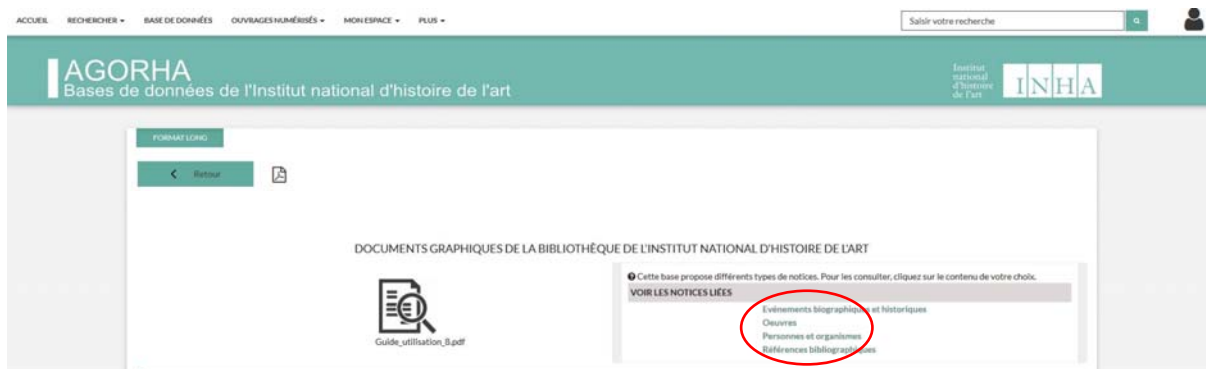 ACCUEIL RECHERCHER BASE DE DONNÉES OUVRAGES NUMÉRISÉS MON ESPACE PLUS Saisir votre recherche
AGORHA
Bases de données de l'Institut national d'histoire de l'art
Institut
national
d'histoire
de l'art
INHA
FORMAT LONG
Retour
DOCUMENTS GRAPHIQUES DE LA BIBLIOTHÈQUE DE L'INSTITUT NATIONAL D'HISTOIRE DE L'ART
Cette base propose différents types de notices. Pour les consulter, cliquez sur le contenu de votre choix.
VOIR LES NOTICES LIÉES
Evénements biographiques et historiques
Oeuvres
Personnes et organismes
Références bibliographiques
Guide_utillisation_8.pdf